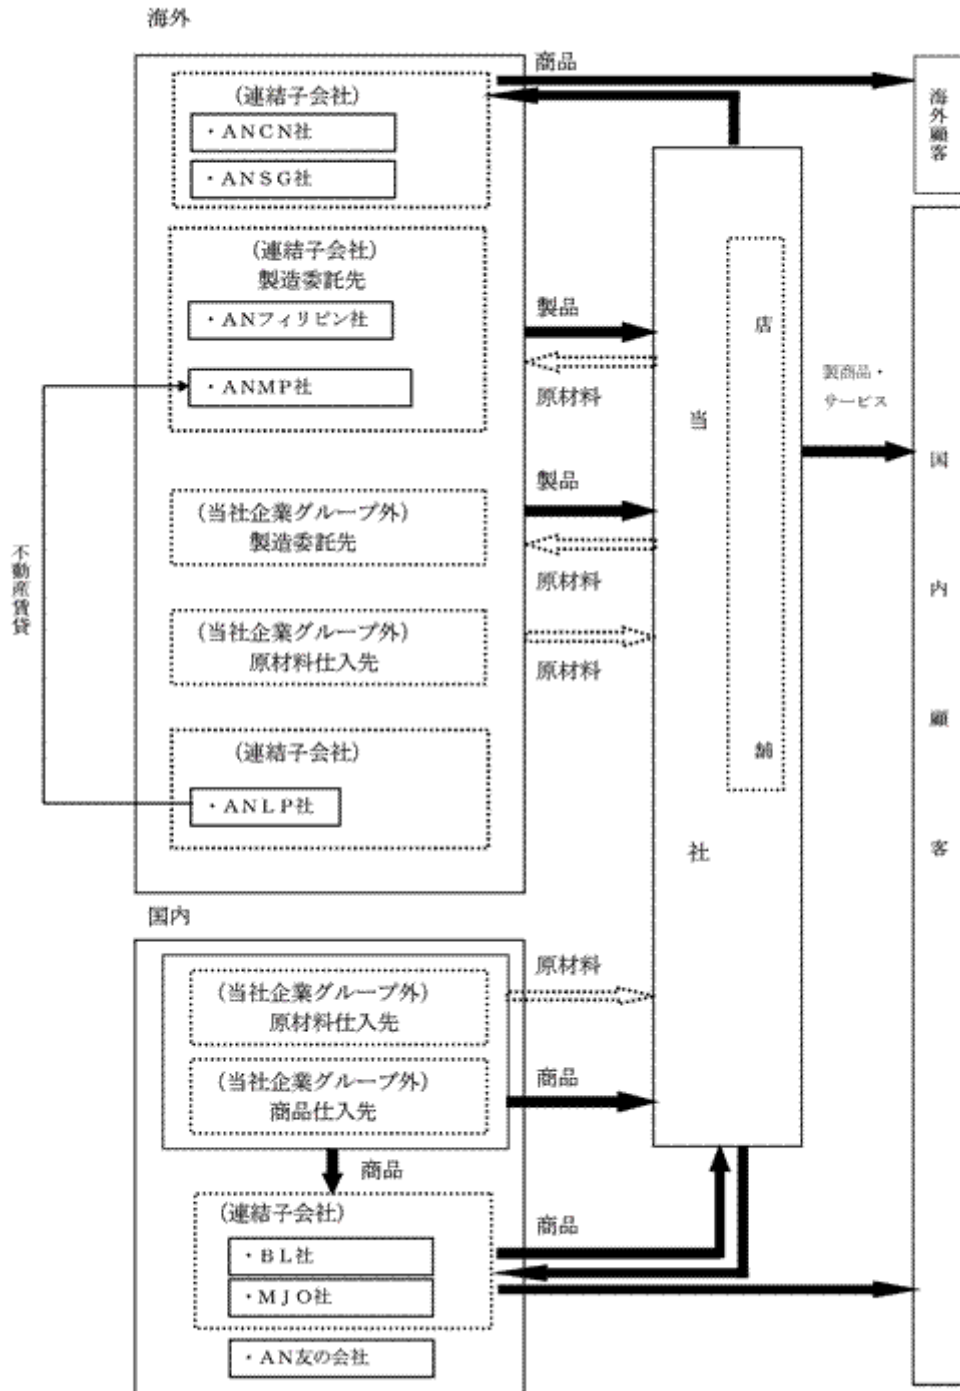 海外
商品
(連結子会社)
・ANCN社
・ANSG社
海外顧客
(連結子会社)
製造委託先
・ANフィリピン社
・ANMP社
製品
原材料
(当社企業グループ外)
製造委託先
製品
原材料
(当社企業グループ外)
原材料仕入先
原材料
(連結子会社)
・ANLP社
不動産賃貸
当社
店舗
製商品・
サービス
国内顧客
国内
(当社企業グループ外)
原材料仕入先
原材料
(当社企業グループ外)
商品仕入先
商品
商品
(連結子会社)
・BL社
・MJO社
商品
・AN友の会社